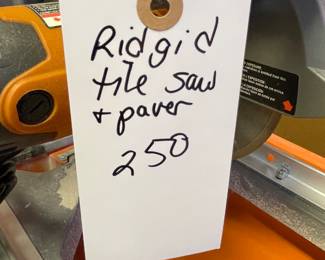 Ridgid
tile saw
+ paver
250